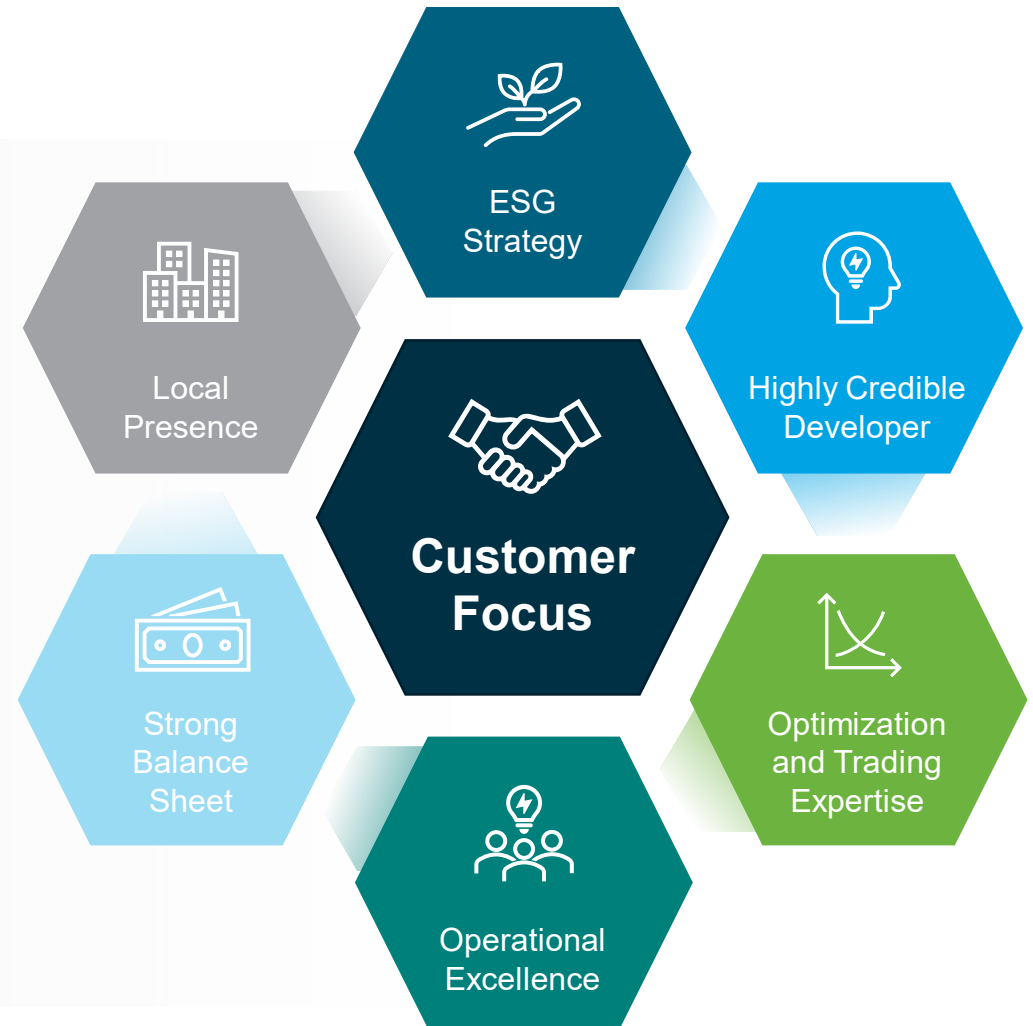 ESG
Strategy
Highly Credible
Developer
Optimization
and Trading
Expertise
Operational
Excellence
Strong
Balance
Sheet
Local
Presence
Customer
Focus